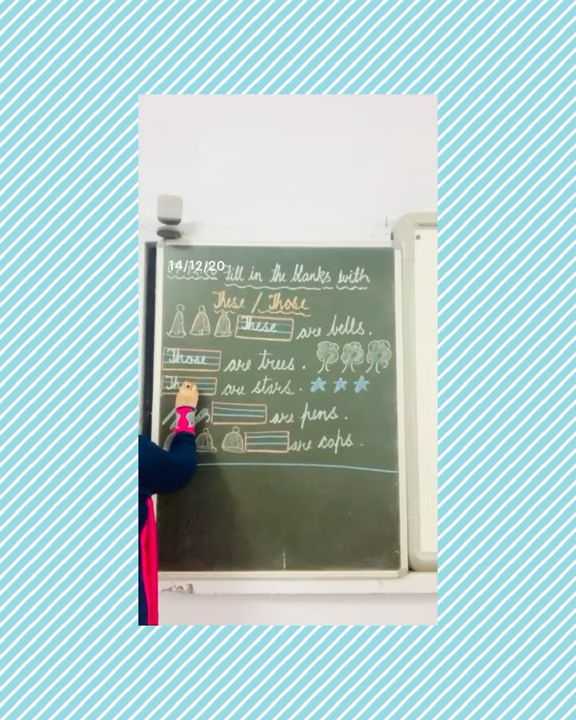 14/12/20
Fill in the blanks with
These / Those
These are bells.
Those are trees.
Th are stars.
are pens.
are caps.